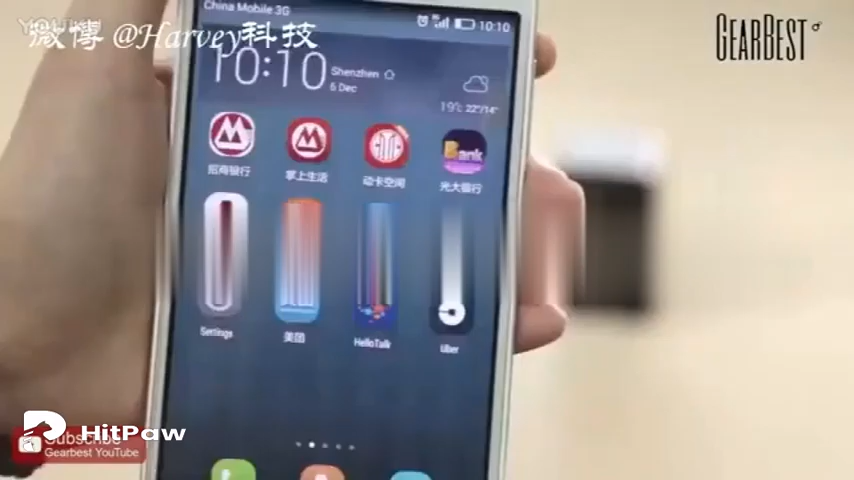 China Mobile 3G
10:10
微博 @Harvey科技
GEARBEST
10:10
Shenzhen
5 Dec
19℃ 22°/14°
招商银行
掌上生活
动卡空间
Bank
光大银行
Settings
美团
HelloTalk
Uber
HitPaw
Subscribe
Gearbest YouTube